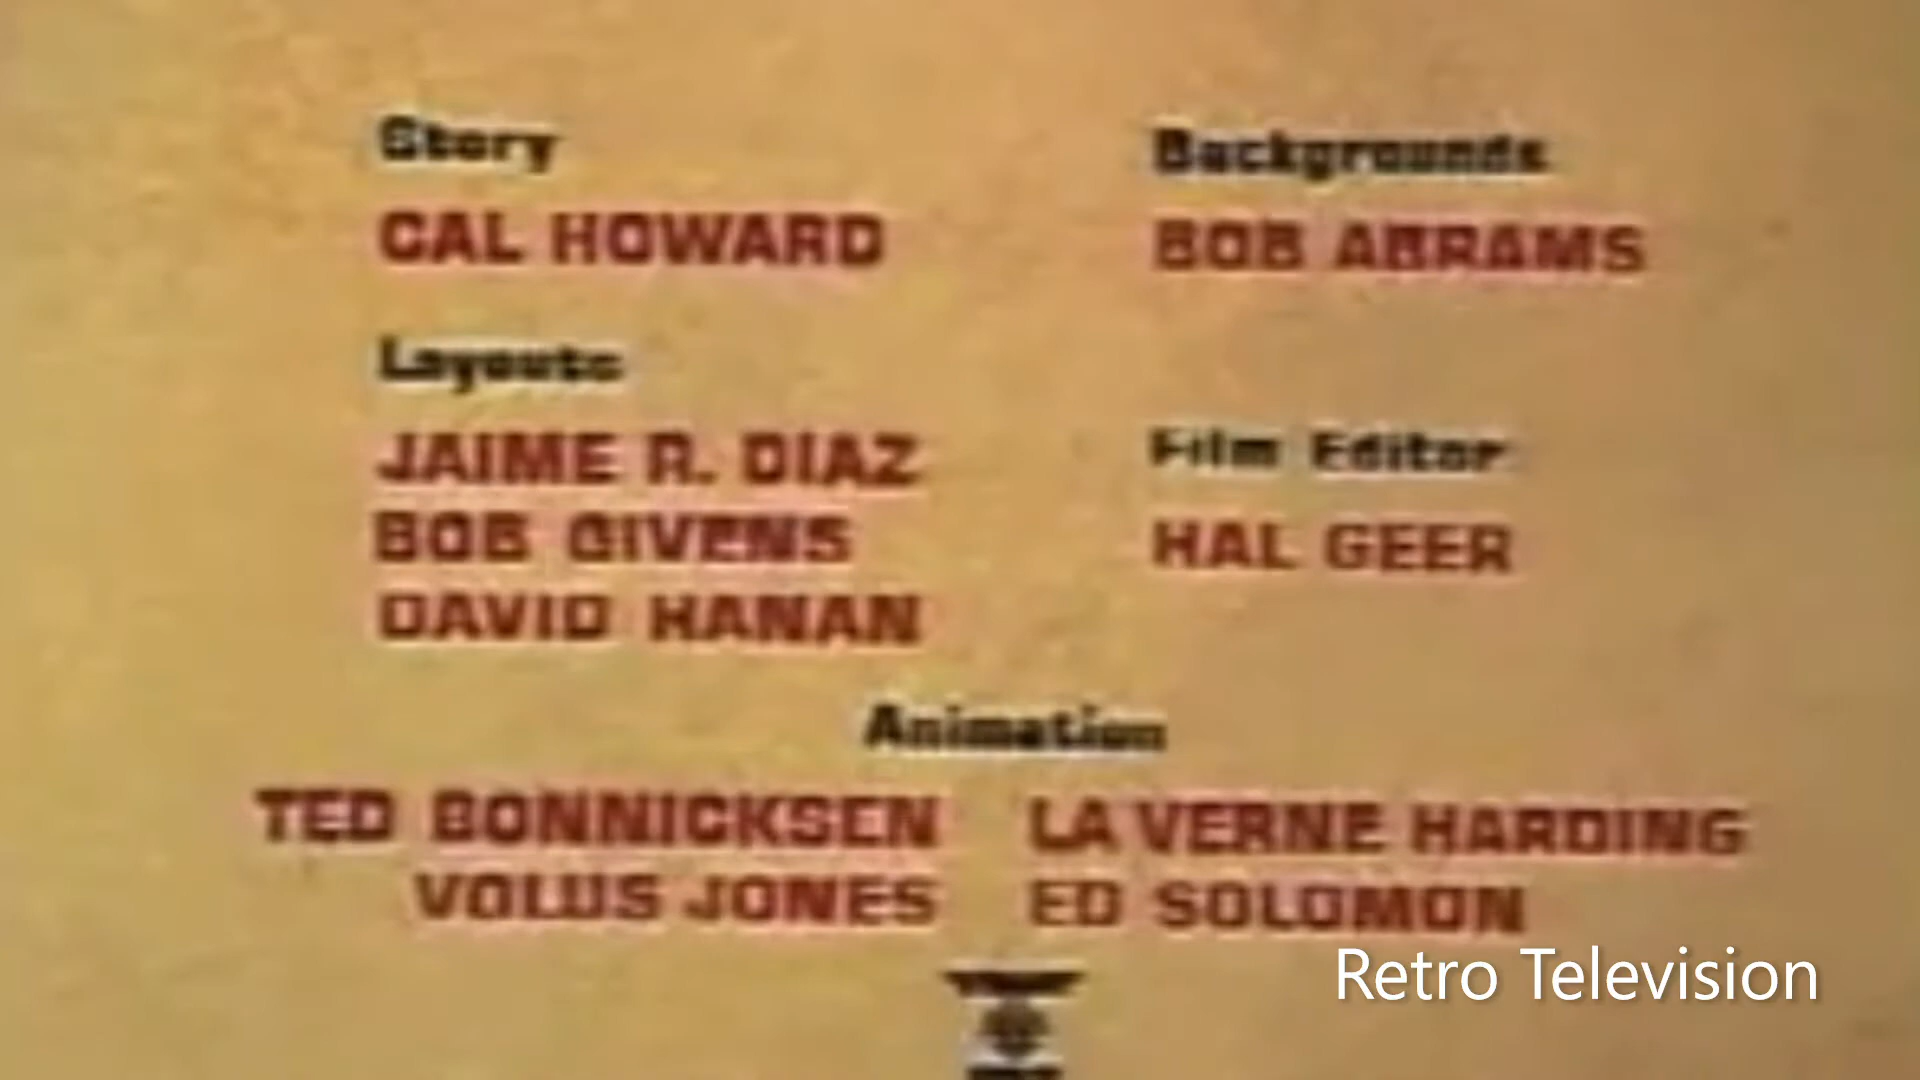 Story
CAL HOWARD
Layouts
JAIME R. DIAZ
BOB GIVENS
DAVID HANAN
Backgrounds
BOB ABRAMS
Film Editor
HAL GEER
Animation
TED BONNICKSEN LA VERNE HARDING
VOLUS JONES ED SOLOMON
Retro Television